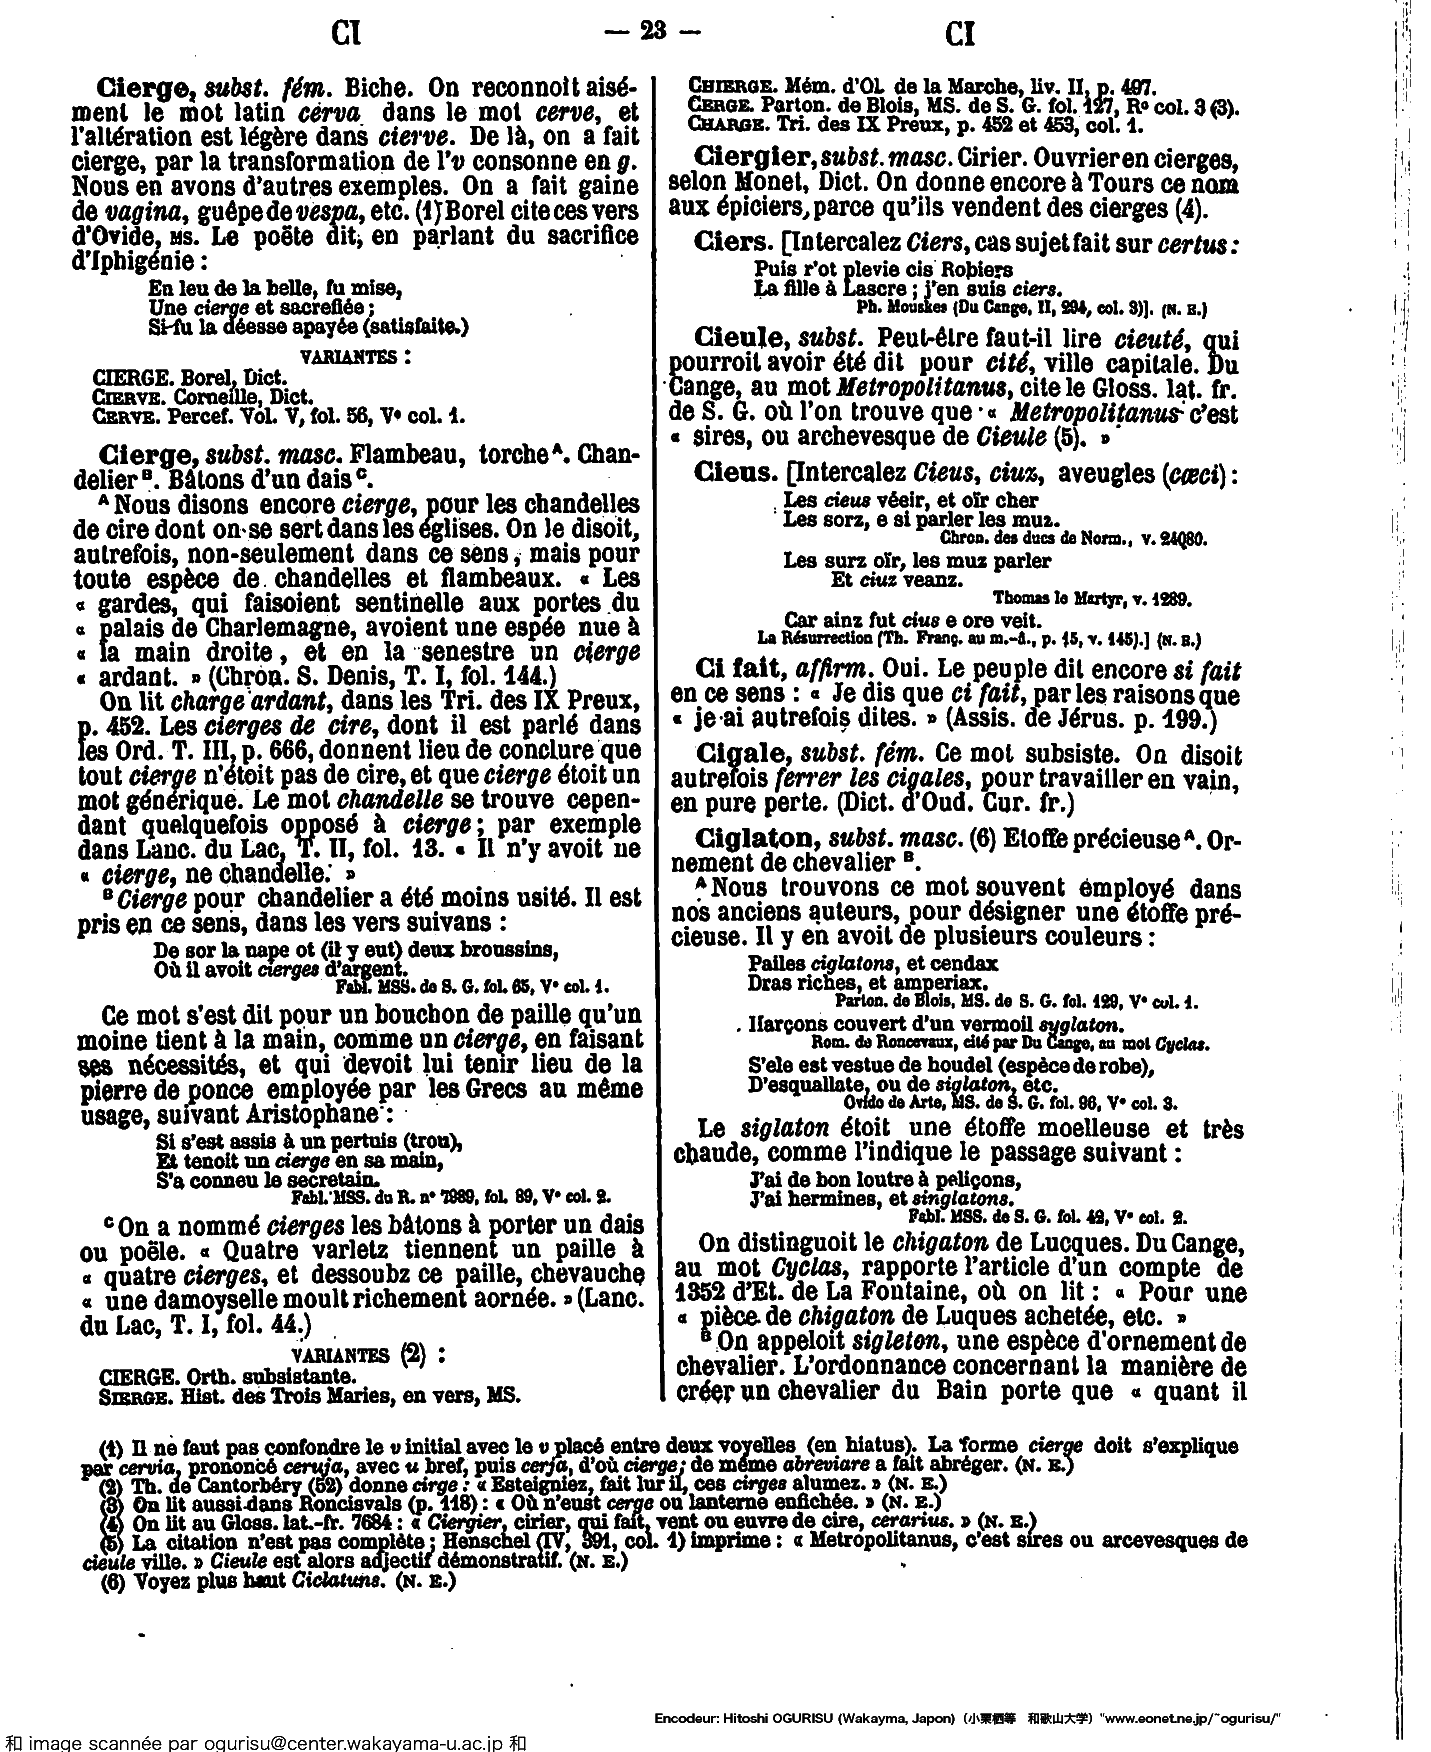 CI
— 23 —
CI
Cierge, subst. fém. Biche. On reconnoit aisé-
ment le mot latin cerva dans le mot cerve, et
l'altération est légère dans cierve. De là, on a fait
cierge, par la transformation de l'v consonne en g.
Nous en avons d'autres exemples. On a fait gaine
de vagina, guêpe de vespa, etc. (1) Borel cite ces vers
d'Ovide, MS. Le poëte dit, en parlant du sacrifice
d'Iphigénie :
En leu de la belle, fu mise,
Une cierge et sacrefiée ;
Si fu la déesse apayée (satisfaite.)
VARIANTES :
CIERGE. Borel, Dict.
CIERVE. Corneille, Dict.
CERVE. Percef. Vol. V, fol. 56, Vº col. 1.
Cierge, subst. masc. Flambeau, torche A. Chan-
delier B. Bâtons d'un dais C.
A Nous disons encore cierge, pour les chandelles
de cire dont on se sert dans les églises. On le disoit,
autrefois, non-seulement dans ce sens, mais pour
toute espèce de chandelles et flambeaux. « Les
« gardes, qui faisoient sentinelle aux portes du
« palais de Charlemagne, avoient une espée nue à
« la main droite, et en la senestre un cierge
« ardant. » (Chron. S. Denis, T. I, fol. 144.)
On lit charge ardant, dans les Tri. des IX Preux,
p. 452. Les cierges de cire, dont il est parlé dans
les Ord. T. III, p. 666, donnent lieu de conclure que
tout cierge n'étoit pas de cire, et que cierge étoit un
mot générique. Le mot chandelle se trouve cepen-
dant quelquefois opposé à cierge ; par exemple
dans Lanc. du Lac, T. II, fol. 13. « Il n'y avoit ne
« cierge, ne chandelle. »
B Cierge pour chandelier a été moins usité. Il est
pris en ce sens, dans les vers suivans :
De sor la nape ot (il y eut) deux broussins,
Où il avoit cierges d'argent.
Fabl. MSS. de S. G. fol. 65, Vº col. 1.
Ce mot s'est dit pour un bouchon de paille qu'un
moine tient à la main, comme un cierge, en faisant
ses nécessités, et qui devoit lui tenir lieu de la
pierre de ponce employée par les Grecs au même
usage, suivant Aristophane :
Si s'est assis à un pertuis (trou),
Et tenoit un cierge en sa main,
S'a conneu le secretain.
Fabl. MSS. du R. nº 7989, fol. 89, Vº col. 2.
C On a nommé cierges les bâtons à porter un dais
ou poële. « Quatre varletz tiennent un paille à
« quatre cierges, et dessoubz ce paille, chevauche
« une damoyselle moult richement aornée. » (Lanc.
du Lac, T. I, fol. 44.)
VARIANTES (2) :
CIERGE. Orth. subsistante.
SIERGE. Hist. des Trois Maries, en vers, MS.
CHIERGE. Mém. d'Ol. de la Marche, liv. II, p. 497.
CERGE. Parton. de Blois, MS. de S. G. fol. 127, Rº col. 3 (3).
CHARGE. Tri. des IX Preux, p. 452 et 453, col. 1.
Ciergier, subst. masc. Cirier. Ouvrier en cierges,
selon Monet, Dict. On donne encore à Tours ce nom
aux épiciers, parce qu'ils vendent des cierges (4).
Ciers. [Intercalez Ciers, cas sujet fait sur certus :
Puis r'ot plevie cis Robiers
La fille à Lascre ; j'en suis ciers.
Ph. Mouskes (Du Cange, II, 294, col. 3)]. (N. E.)
Cieule, subst. Peut-être faut-il lire cieuté, qui
pourroit avoir été dit pour cité, ville capitale. Du
Cange, au mot Metropolitanus, cite le Gloss. lat. fr.
de S. G. où l'on trouve que « Metropolitanus c'est
« sires, ou archevesque de Cieule (5). »
Cieus. [Intercalez Cieus, ciuz, aveugles (cæci) :
Les cieus véeir, et oïr cher
Les sorz, e si parler les muz.
Chron. des ducs de Norm., v. 24080.
Les surz oïr, les muz parler
Et ciuz veanz.
Thomas le Martyr, v. 1289.
Car ainz fut cius e ore veit.
La Résurrection (Th. Franç. au m.-â., p. 15, v. 145).] (N. E.)
Ci fait, affirm. Oui. Le peuple dit encore si fait
en ce sens : « Je dis que ci fait, par les raisons que
« je ai autrefois dites. » (Assis. de Jérus. p. 199.)
Cigale, subst. fém. Ce mot subsiste. On disoit
autrefois ferrer les cigales, pour travailler en vain,
en pure perte. (Dict. d'Oud. Cur. fr.)
Ciglaton, subst. masc. (6) Etoffe précieuse A. Or-
nement de chevalier B.
A Nous trouvons ce mot souvent employé dans
nos anciens auteurs, pour désigner une étoffe pré-
cieuse. Il y en avoit de plusieurs couleurs :
Pailes ciglatons, et cendax
Dras riches, et amperiax.
Parton. de Blois, MS. de S. G. fol. 129, Vº col. 1.
Harçons couvert d'un vermoil syglaton.
Rom. de Roncevaux, cité par Du Cange, au mot Cyclas.
S'ele est vestue de houdel (espèce de robe),
D'esquallate, ou de siglaton, etc.
Ovide de Arte, MS. de S. G. fol. 96, Vº col. 3.
Le siglaton étoit une étoffe moelleuse et très
chaude, comme l'indique le passage suivant :
J'ai de bon loutre à peliçons,
J'ai hermines, et singlatons.
Fabl. MSS. de S. G. fol. 42, Vº col. 2.
On distinguoit le chigaton de Lucques. Du Cange,
au mot Cyclas, rapporte l'article d'un compte de
1352 d'Et. de La Fontaine, où on lit : « Pour une
« pièce de chigaton de Luques achetée, etc. »
B On appeloit sigleton, une espèce d'ornement de
chevalier. L'ordonnance concernant la manière de
créer un chevalier du Bain porte que « quant il
(1) Il ne faut pas confondre le v initial avec le v placé entre deux voyelles (en hiatus). La forme cierge doit s'explique
par cervia, prononcé ceruja, avec u bref, puis cerja, d'où cierge ; de même abreviare a fait abréger. (N. E.)
(2) Th. de Cantorbéry (52) donne cirge : « Esteigniez, fait lur il, ces cirges alumez. » (N. E.)
(3) On lit aussi dans Roncisvals (p. 118) : « Où n'eust cerge ou lanterne enfichée. » (N. E.)
(4) On lit au Gloss. lat.-fr. 7684 : « Ciergier, cirier, qui fait, vent ou euvre de cire, cerarius. » (N. E.)
(5) La citation n'est pas complète ; Henschel (IV, 391, col. 1) imprime : « Metropolitanus, c'est sires ou arcevesques de
cieule ville. » Cieule est alors adjectif démonstratif. (N. E.)
(6) Voyez plus haut Ciclatuns. (N. E.)
Encodeur: Hitoshi OGURISU (Wakayma, Japon) (小栗栖等 和歌山大学) "www.eonet.ne.jp/~ogurisu/"
和 image scannée par ogurisu@center.wakayama-u.ac.jp 和